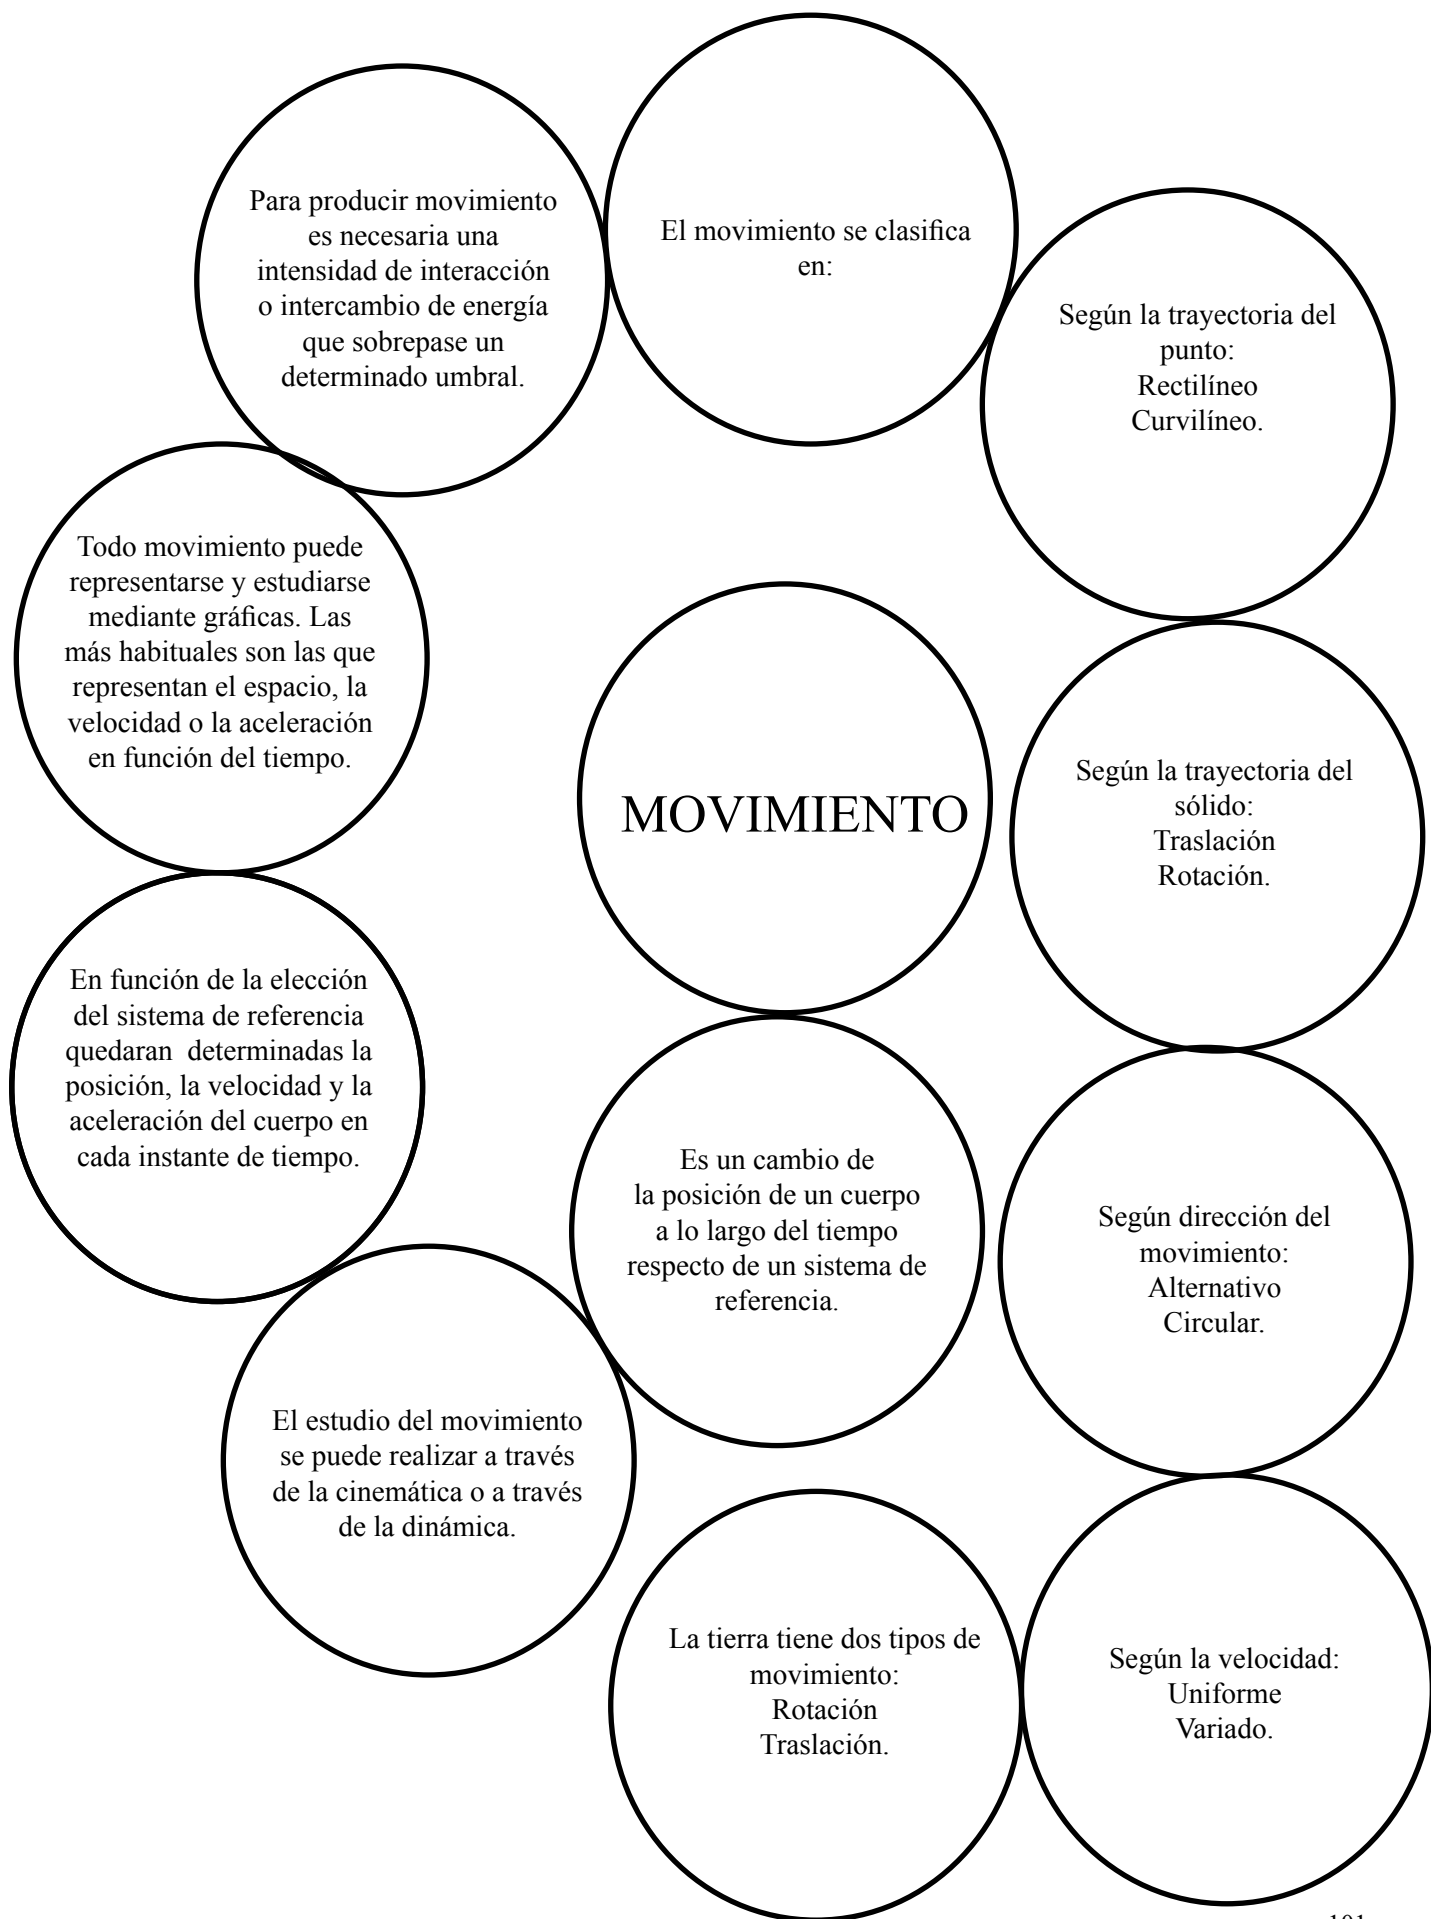 MOVIMIENTO
Es un cambio de
la posición de un cuerpo
a lo largo del tiempo
respecto de un sistema de
referencia.
El estudio del movimiento
se puede realizar a través
de la cinemática o a través
de la dinámica.
En función de la elección
del sistema de referencia
quedaran  determinadas la
posición, la velocidad y la
aceleración del cuerpo en
cada instante de tiempo.
Todo movimiento puede
representarse y estudiarse
mediante gráficas. Las
más habituales son las que
representan el espacio, la
velocidad o la aceleración
en función del tiempo.
Para producir movimiento
es necesaria una
intensidad de interacción
o intercambio de energía
que sobrepase un
determinado umbral.
El movimiento se clasifica
en:
Según la trayectoria del
punto:
Rectilíneo
Curvilíneo.
Según la trayectoria del
sólido:
Traslación
Rotación.
Según dirección del
movimiento:
Alternativo
Circular.
Según la velocidad:
Uniforme
Variado.
La tierra tiene dos tipos de
movimiento:
Rotación
Traslación.